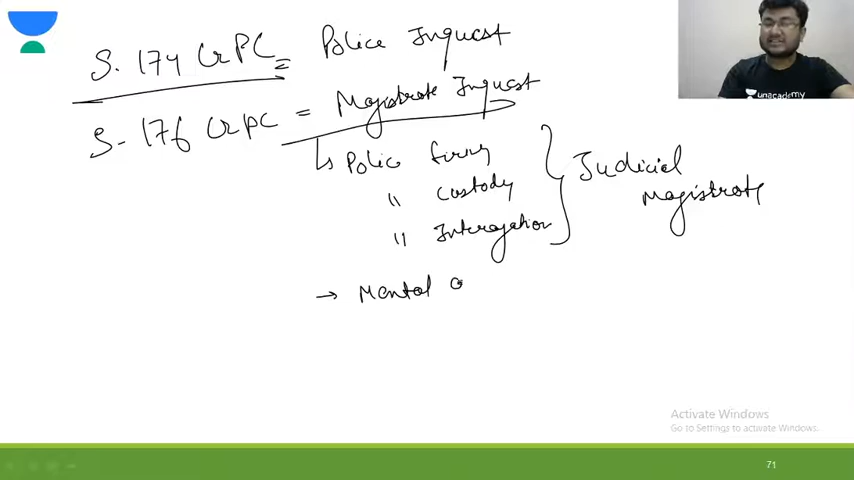 S. 174 CrPC = Police Inquest
S. 176 CrPC = Magistrate Inquest
↳ Police firing
" Custody
" Interogation
} Judicial
Magistrate
→ Mental a
unacademy
Activate Windows
Go to Settings to activate Windows.
71